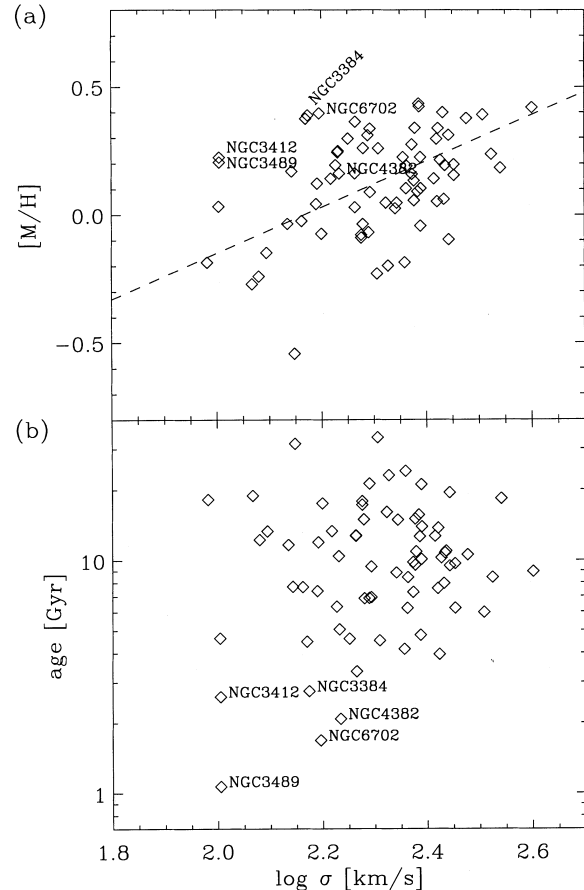 (a)
[M/H]
0.5
0.0
−0.5
NGC3384
NGC6702
NGC3412
NGC3489
NGC4382
(b)
age [Gyr]
10
1
NGC3412
NGC3384
NGC4382
NGC6702
NGC3489
1.8
2.0
2.2
2.4
2.6
log σ [km/s]